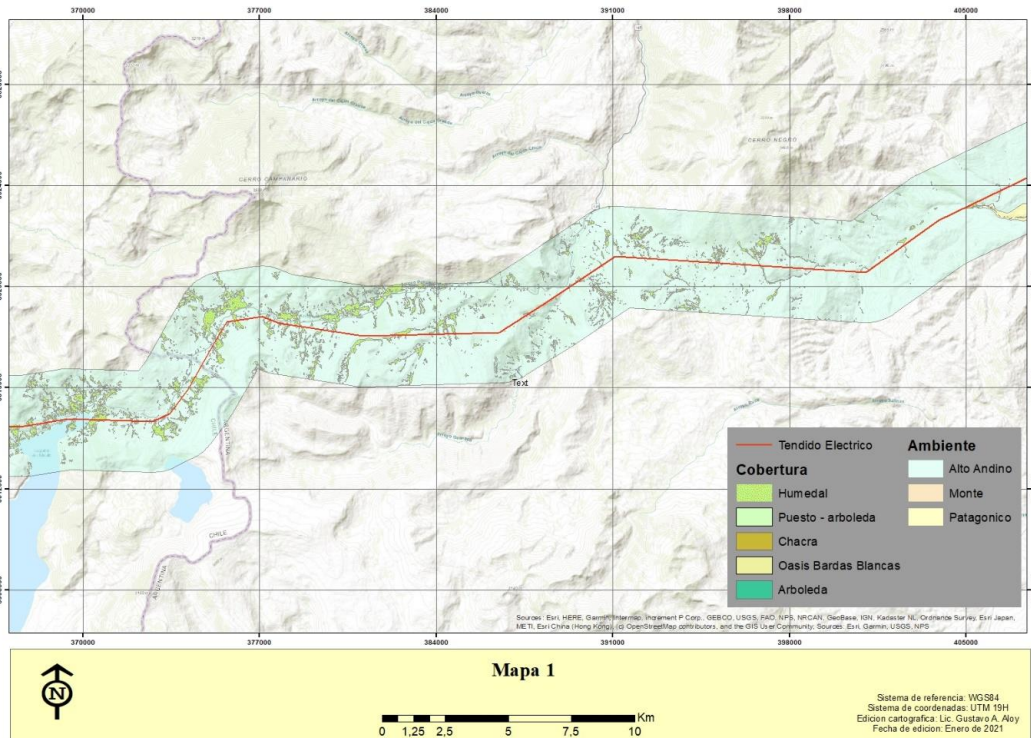 370000 377000 384000 391000 398000 405000
CERRO NEGRO
CERRO CAMPANARIO
Text
CHILE
ARGENTINA
CHILE
ARGENTINA
Tendido Electrico
Cobertura
Humedal
Puesto - arboleda
Chacra
Oasis Bardas Blancas
Arboleda
Ambiente
Alto Andino
Monte
Patagonico
Sources: Esri, HERE, Garmin, Intermap, increment P Corp., GEBCO, USGS, FAO, NPS, NRCAN, GeoBase, IGN, Kadaster NL, Ordnance Survey, Esri Japan,
METI, Esri China (Hong Kong), (c) OpenStreetMap contributors, and the GIS User Community, Sources: Esri, Garmin, USGS, NPS
370000 377000 384000 391000 398000 405000
Mapa 1
N
Km
0 1,25 2,5 5 7,5 10
Sistema de referencia: WGS84
Sistema de coordenadas: UTM 19H
Edicion cartografica: Lic. Gustavo A. Aloy
Fecha de edicion: Enero de 2021